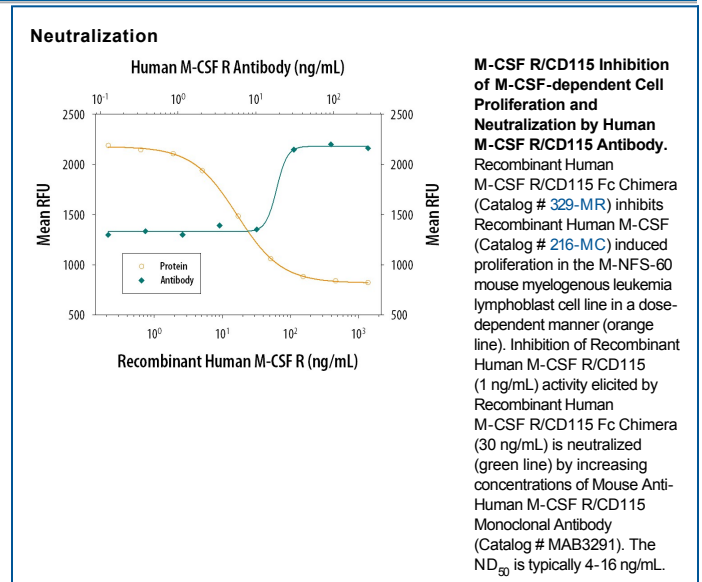 Neutralization
Human M-CSF R Antibody (ng/mL)
10-1 100 101 102
2500 2500
2000 2000
1500 1500
1000 1000
500 500
Mean RFU
Mean RFU
Protein
Antibody
100 101 102 103
Recombinant Human M-CSF R (ng/mL)
M-CSF R/CD115 Inhibition
of M-CSF-dependent Cell
Proliferation and
Neutralization by Human
M-CSF R/CD115 Antibody.
Recombinant Human
M-CSF R/CD115 Fc Chimera
(Catalog # 329-MR) inhibits
Recombinant Human M-CSF
(Catalog # 216-MC) induced
proliferation in the M-NFS-60
mouse myelogenous leukemia
lymphoblast cell line in a dose-
dependent manner (orange
line). Inhibition of Recombinant
Human M-CSF R/CD115
(1 ng/mL) activity elicited by
Recombinant Human
M-CSF R/CD115 Fc Chimera
(30 ng/mL) is neutralized
(green line) by increasing
concentrations of Mouse Anti-
Human M-CSF R/CD115
Monoclonal Antibody
(Catalog # MAB3291). The
ND50 is typically 4-16 ng/mL.